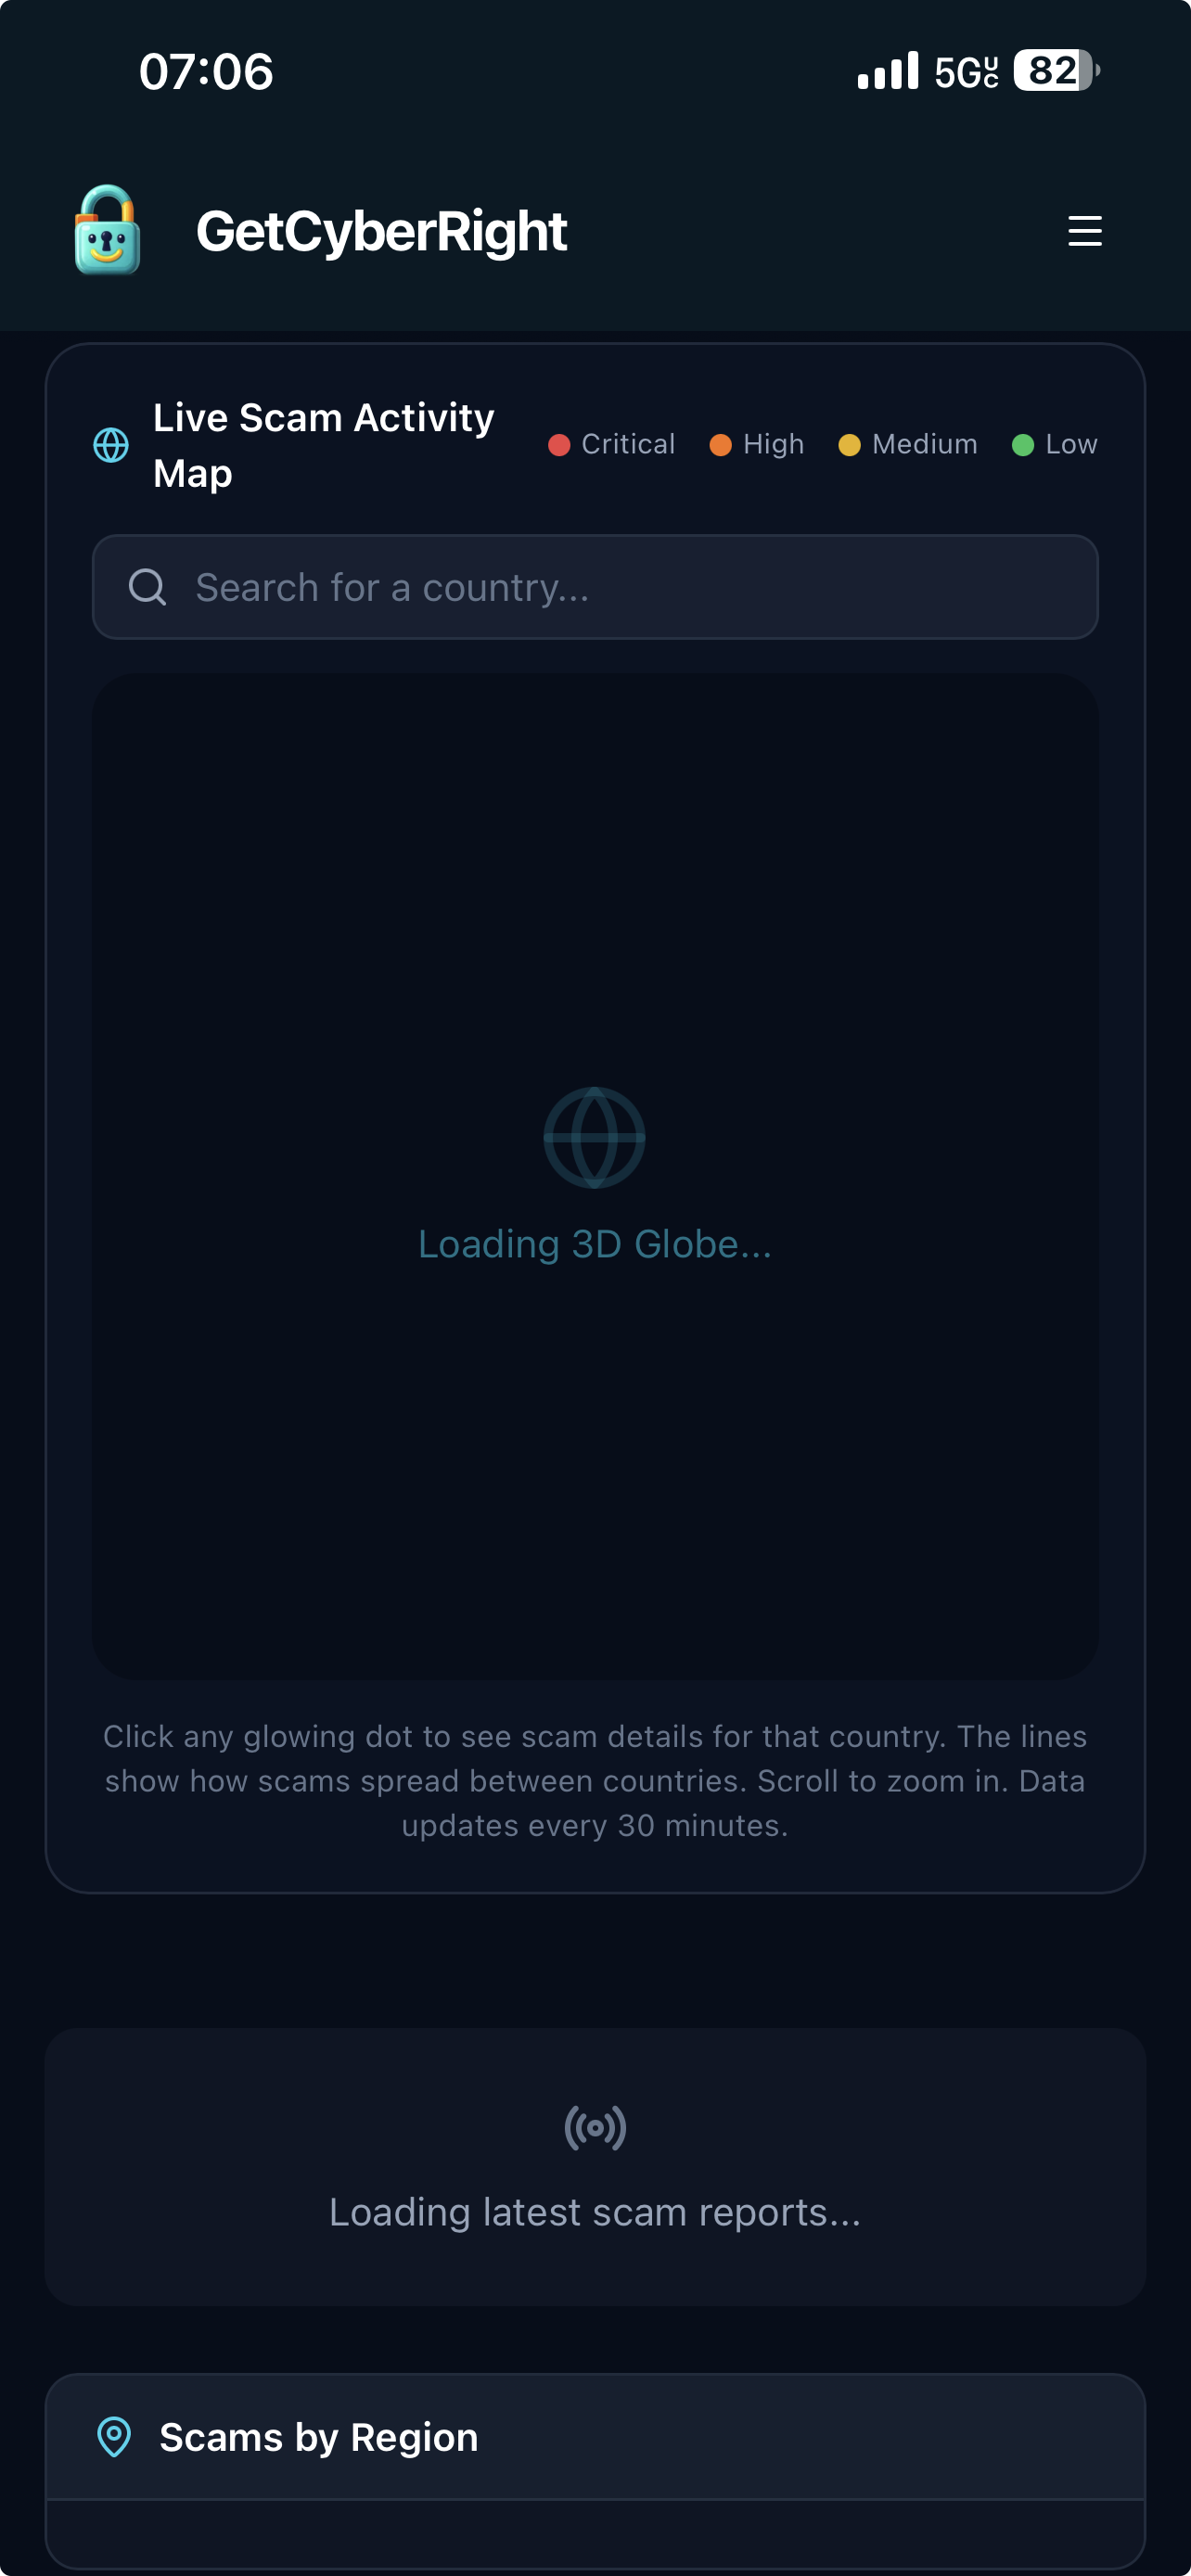 07:06
5G UC 82
GetCyberRight
Live Scam Activity
Map
Critical High Medium Low
Search for a country...
Loading 3D Globe...
Click any glowing dot to see scam details for that country. The lines
show how scams spread between countries. Scroll to zoom in. Data
updates every 30 minutes.
Loading latest scam reports...
Scams by Region